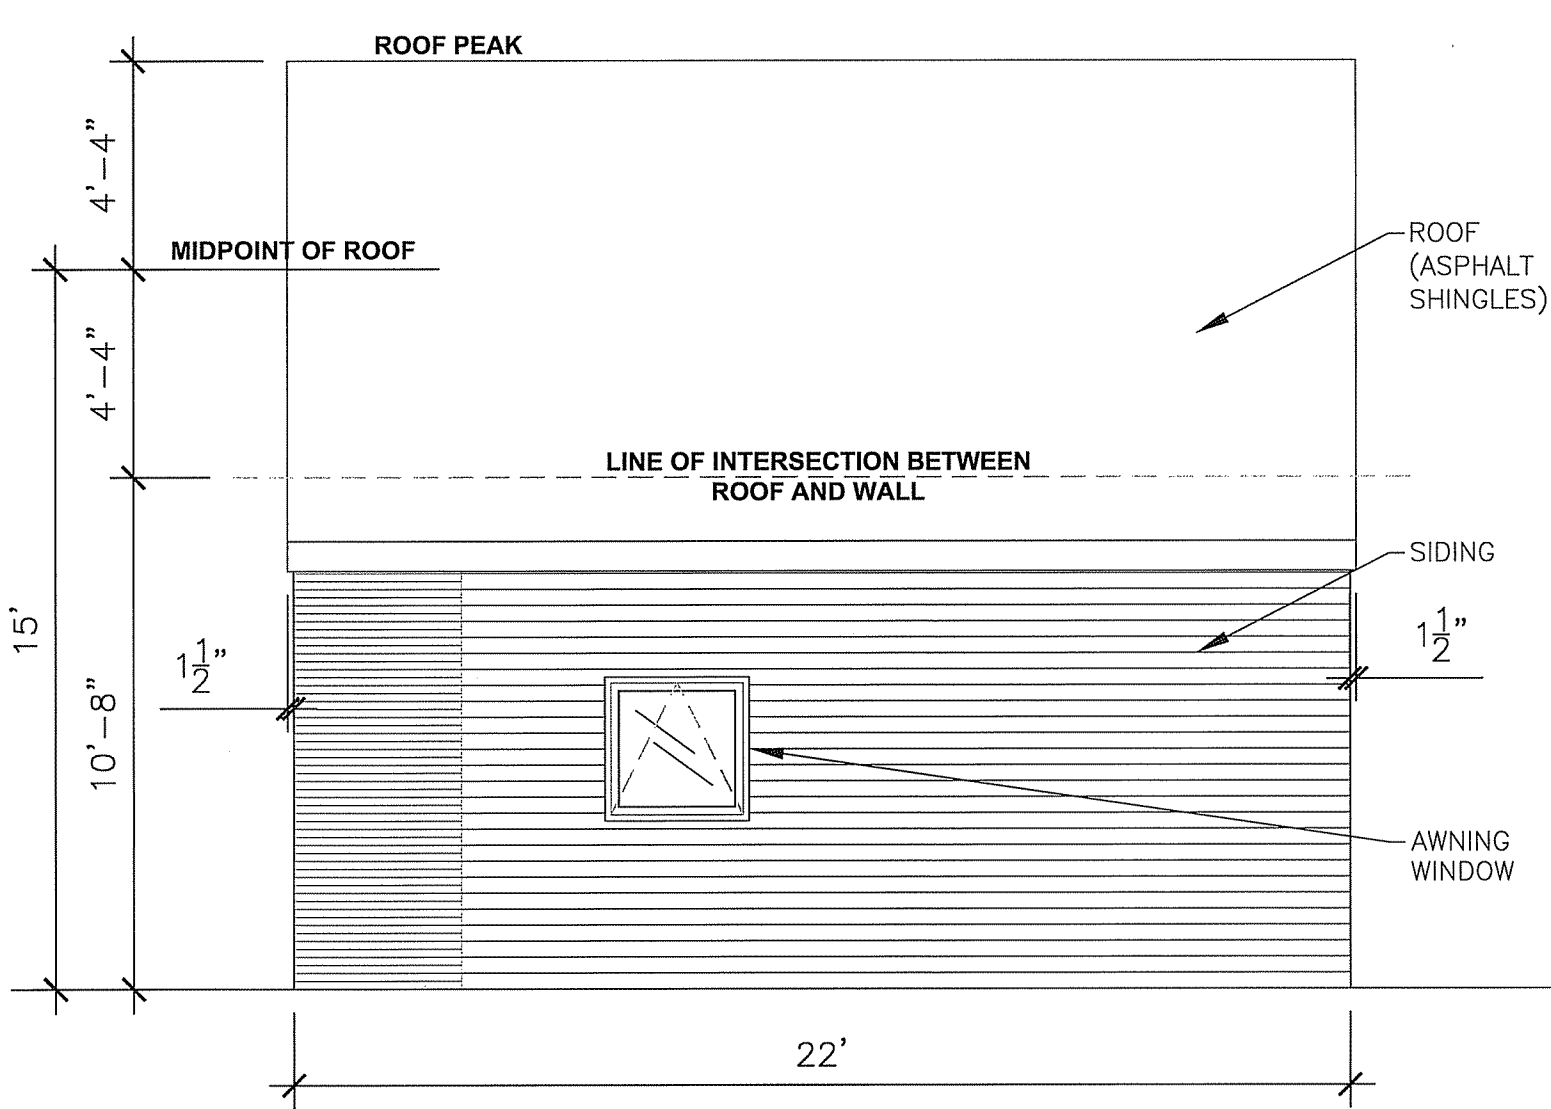 ROOF PEAK
4'-4"
MIDPOINT OF ROOF
ROOF
(ASPHALT
SHINGLES)
4'-4"
LINE OF INTERSECTION BETWEEN
ROOF AND WALL
SIDING
15'
1 1/2"
1 1/2"
10'-8"
AWNING
WINDOW
22'